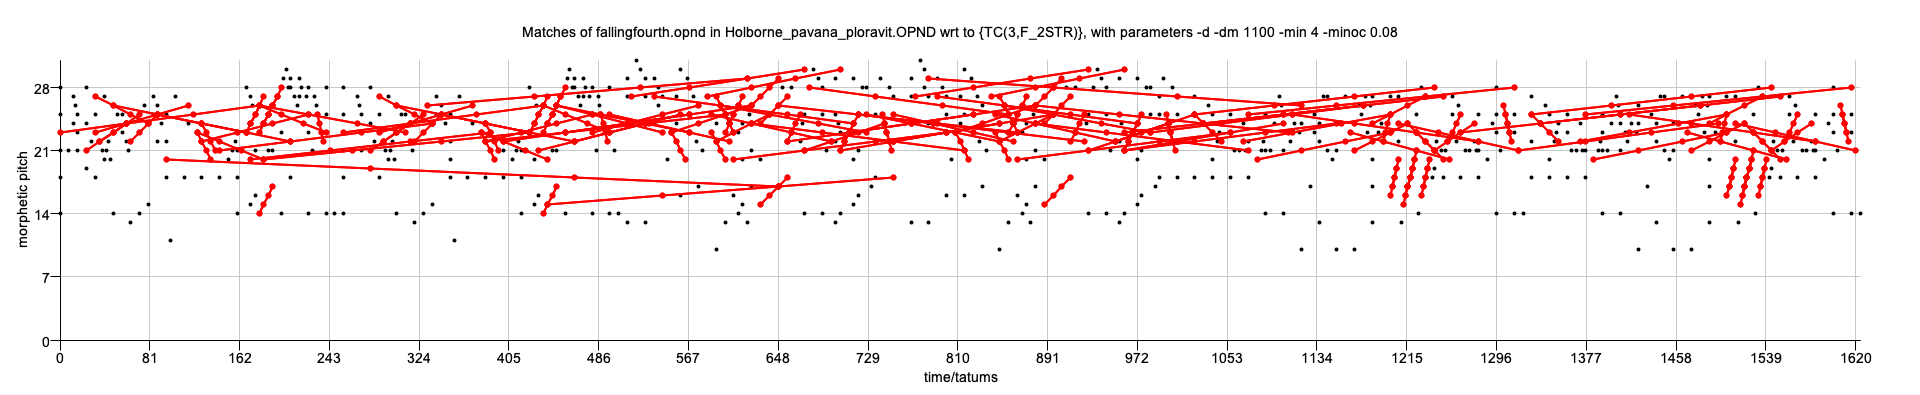 Matches of fallingfourth.opnd in Holborne_pavana_ploravit.OPND wrt to {TC(3,F_2STR)}, with parameters -d -dm 1100 -min 4 -minoc 0.08
morphetic pitch
28
21
14
7
0
0 81 162 243 324 405 486 567 648 729 810 891 972 1053 1134 1215 1296 1377 1458 1539 1620
time/tatums